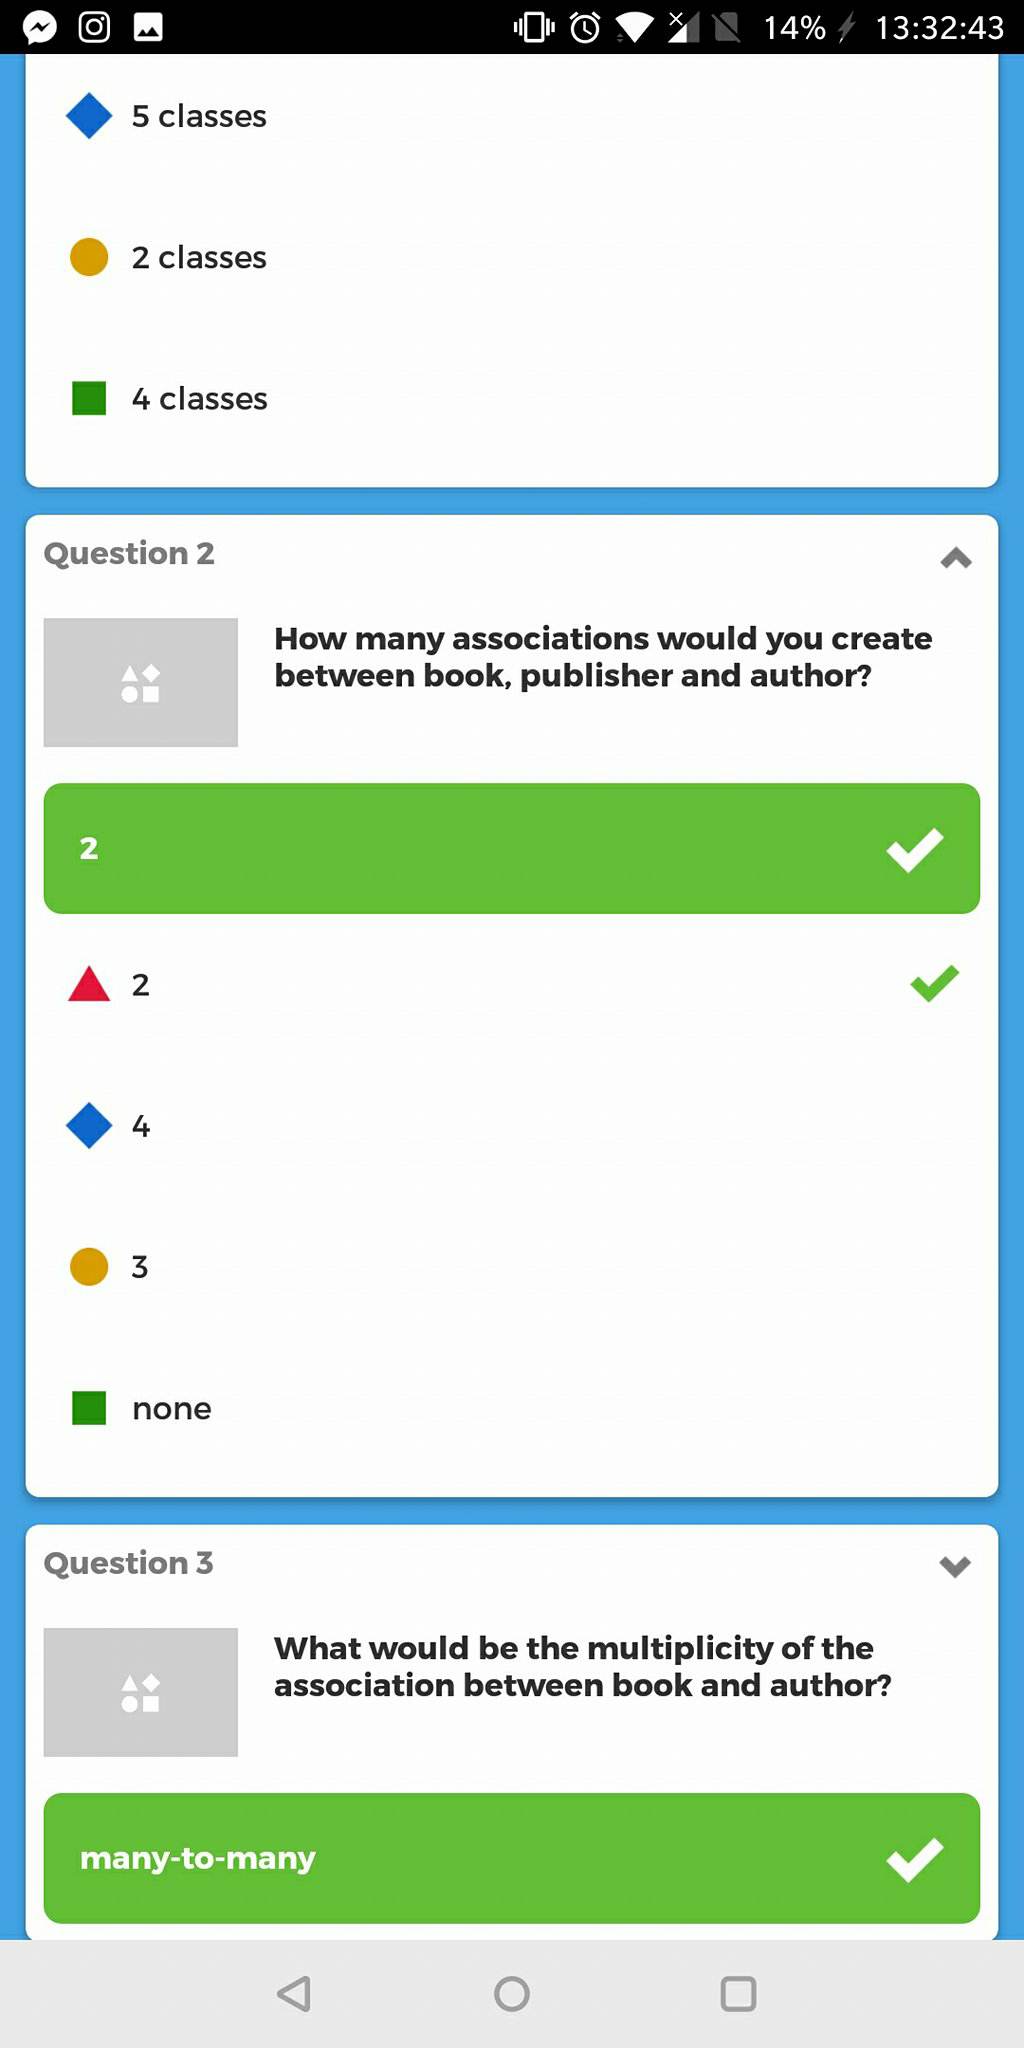 14% 13:32:43
5 classes
2 classes
4 classes
Question 2
How many associations would you create
between book, publisher and author?
2
2
4
3
none
Question 3
What would be the multiplicity of the
association between book and author?
many-to-many